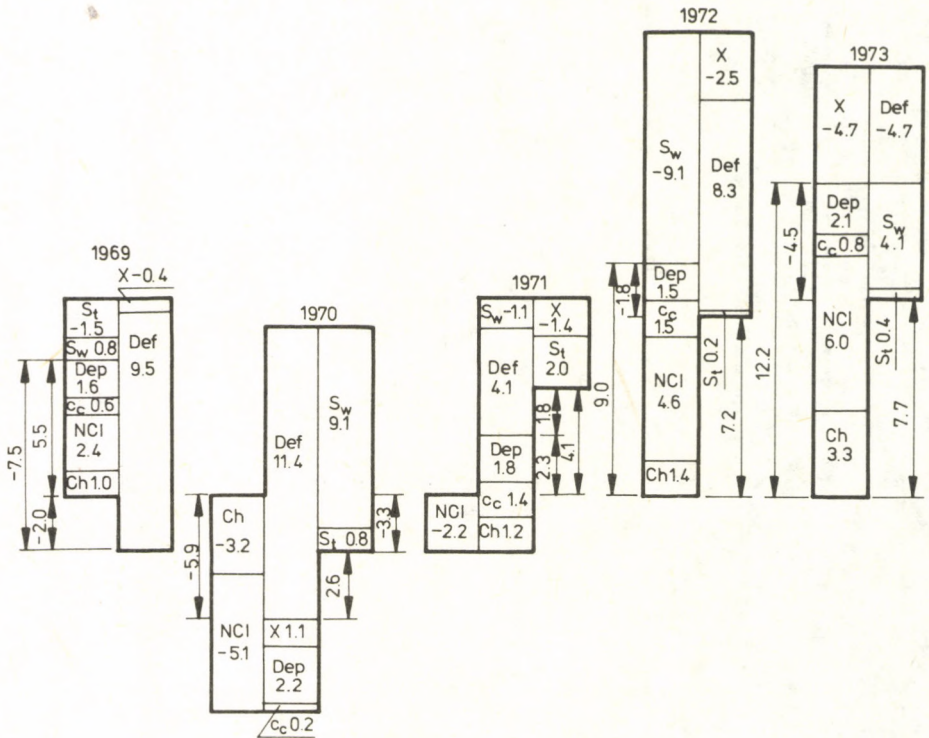 1969
X -0.4
St
-1.5
Sw 0.8
Dep
1.6
cc 0.6
NCI
2.4
Ch 1.0
Def
9.5
-7.5
5.5
-2.0
1970
Ch
-3.2
NCI
-5.1
Def
11.4
X 1.1
Dep
2.2
cc 0.2
Sw
9.1
St 0.8
-5.9
-3.3
2.6
1971
Sw -1.1
Def
4.1
Dep
1.8
cc 1.4
Ch 1.2
NCI
-2.2
X
-1.4
St
2.0
1.8
2.3
4.1
1972
Sw
-9.1
Dep
1.5
cc
1.5
NCI
4.6
Ch 1.4
X
-2.5
Def
8.3
St 0.2
-1.8
9.0
7.2
1973
X
-4.7
Dep
2.1
cc 0.8
NCI
6.0
Ch
3.3
Def
-4.7
Sw
4.1
St 0.4
-4.5
12.2
7.7